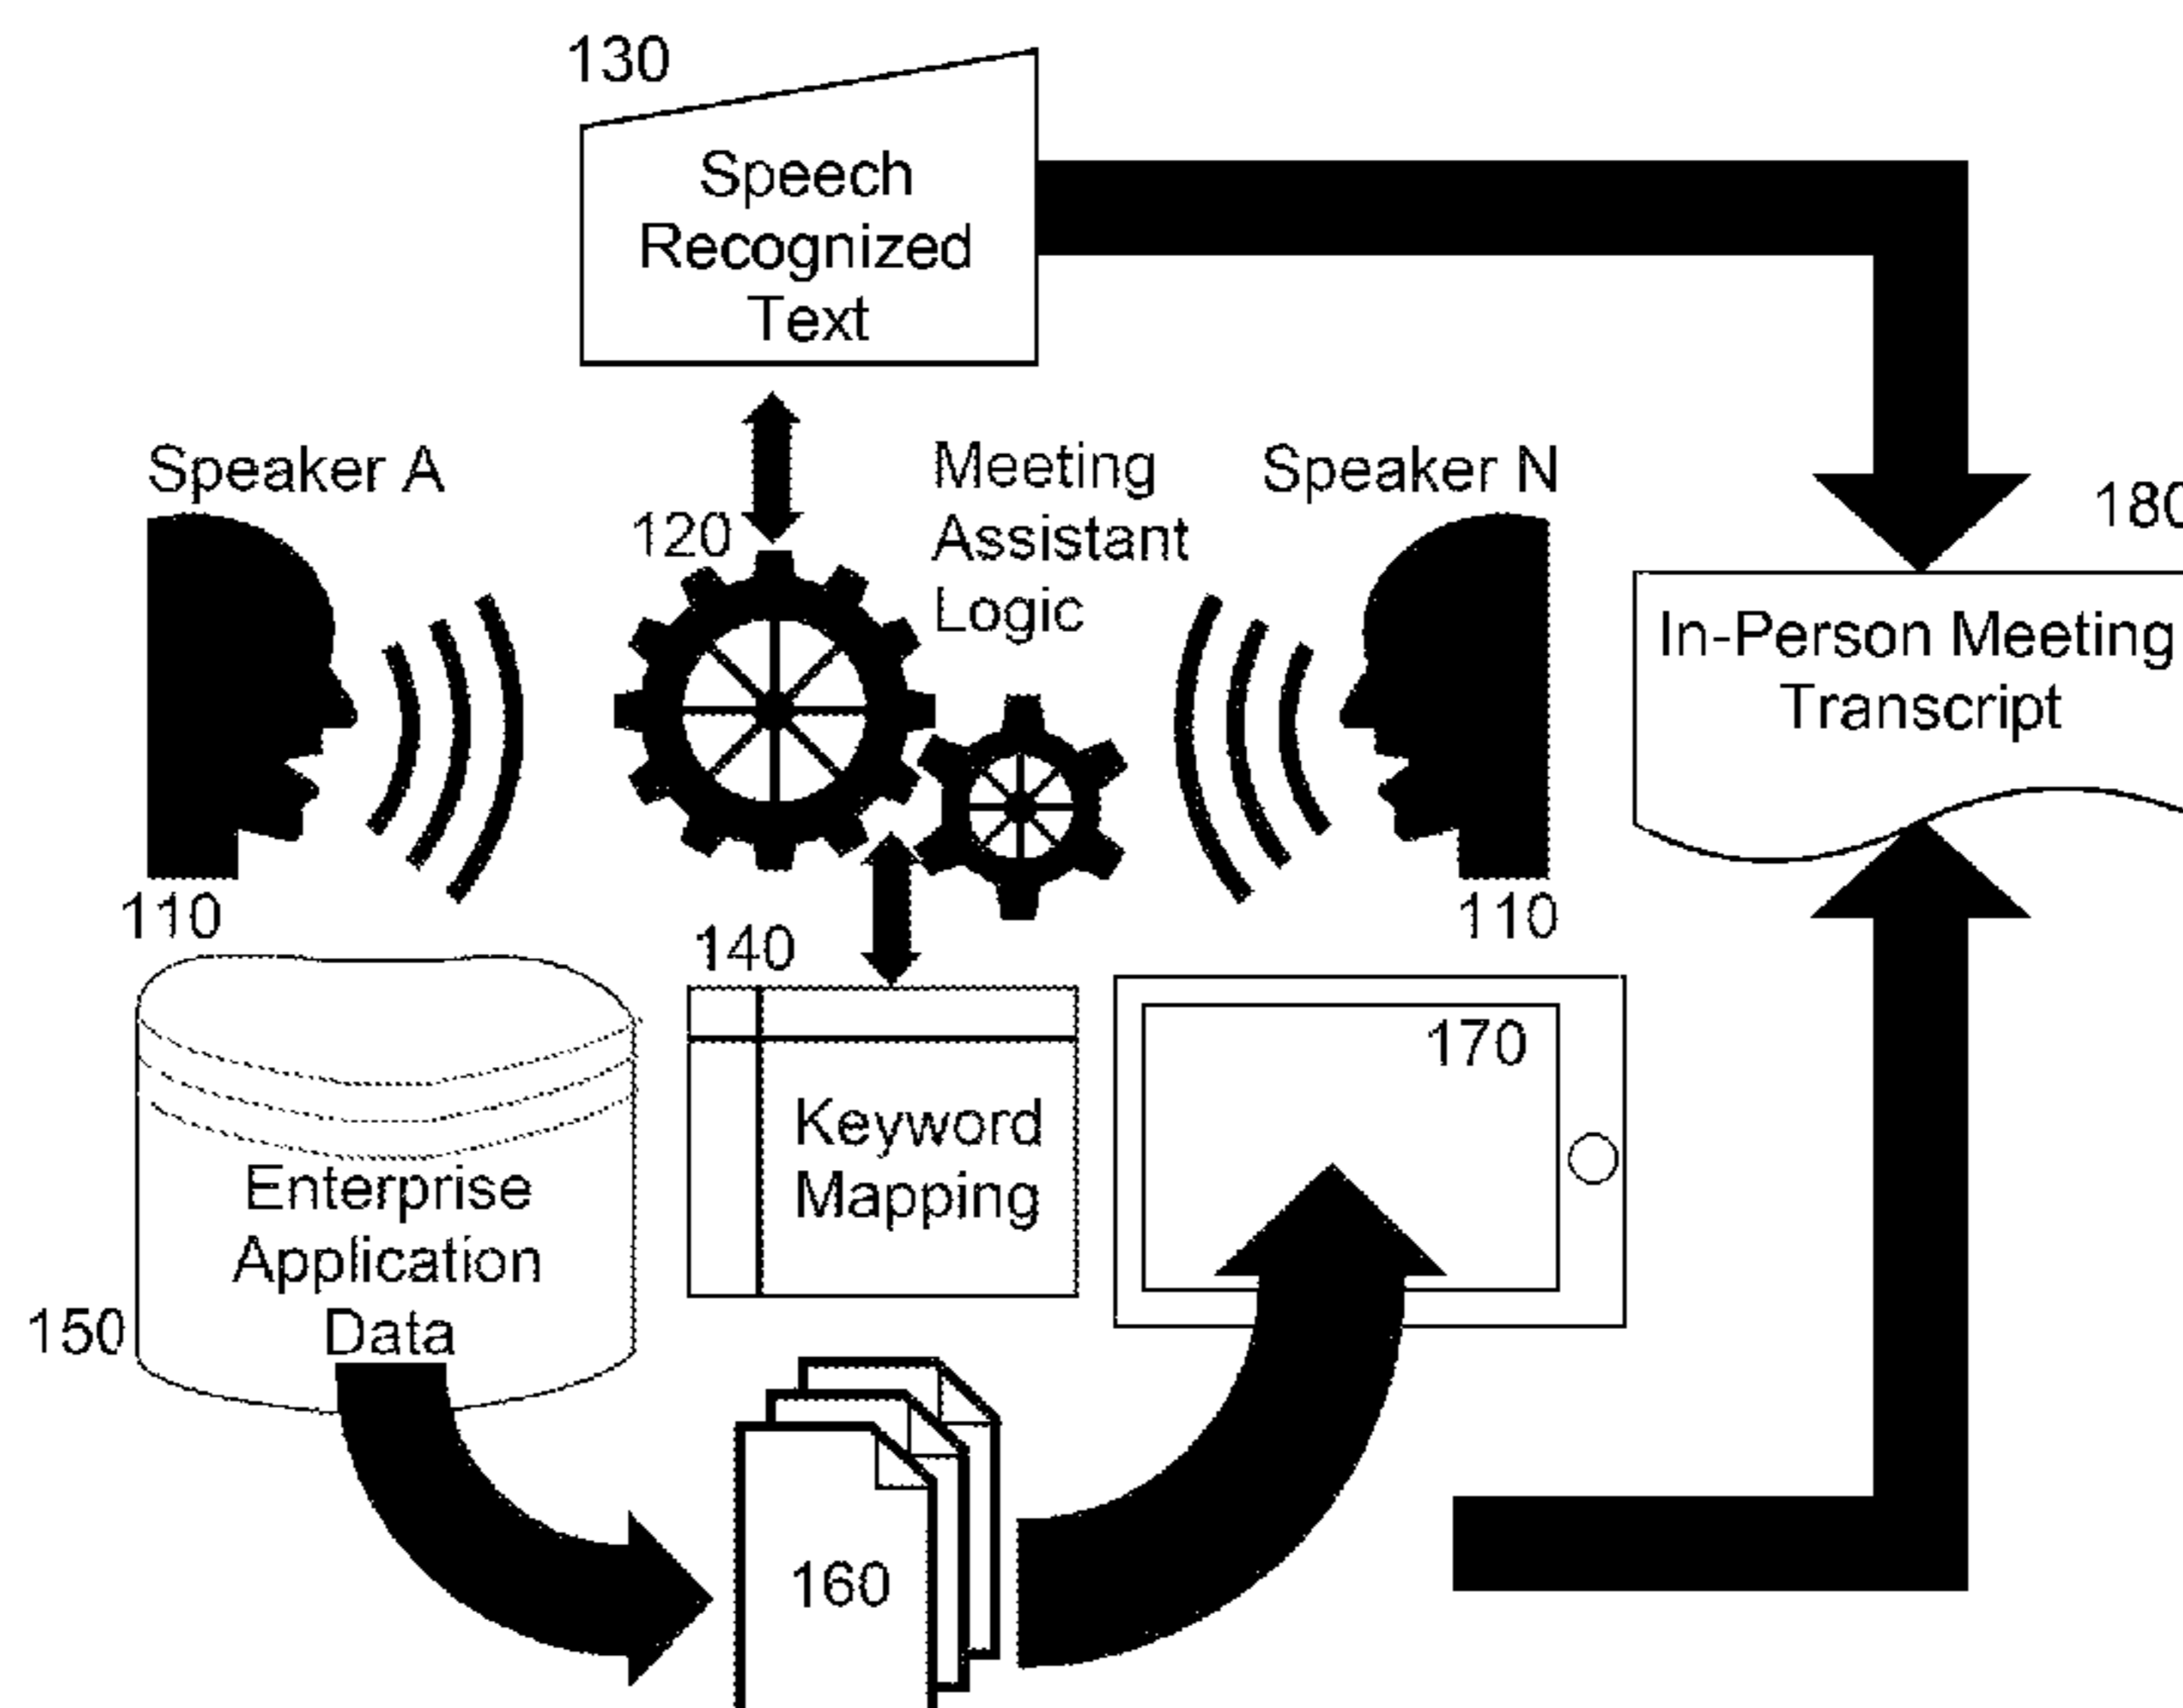 130
Speech
Recognized
Text
Speaker A
120
Meeting
Assistant
Logic
Speaker N
180
In-Person Meeting
Transcript
110
110
140
170
Keyword
Mapping
Enterprise
Application
Data
150
160